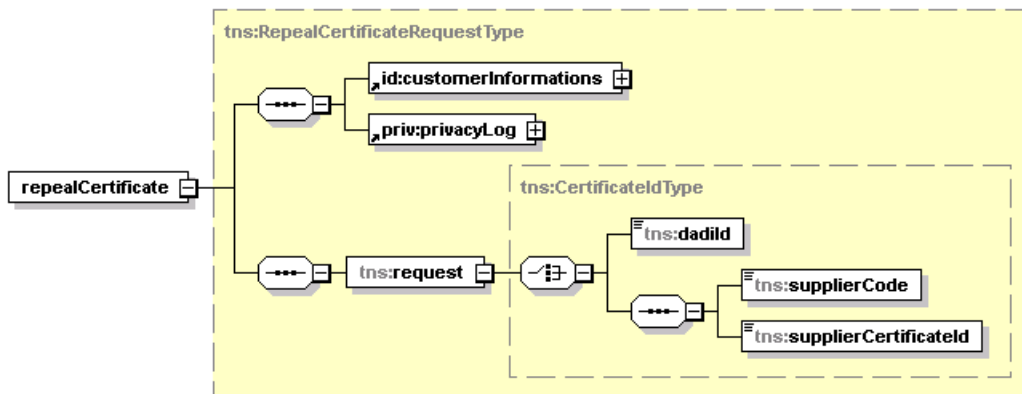 tns:RepealCertificateRequestType
id:customerInformations
priv:privacyLog
repealCertificate
tns:CertificateIdType
tns:dadiId
tns:request
tns:supplierCode
tns:supplierCertificateId